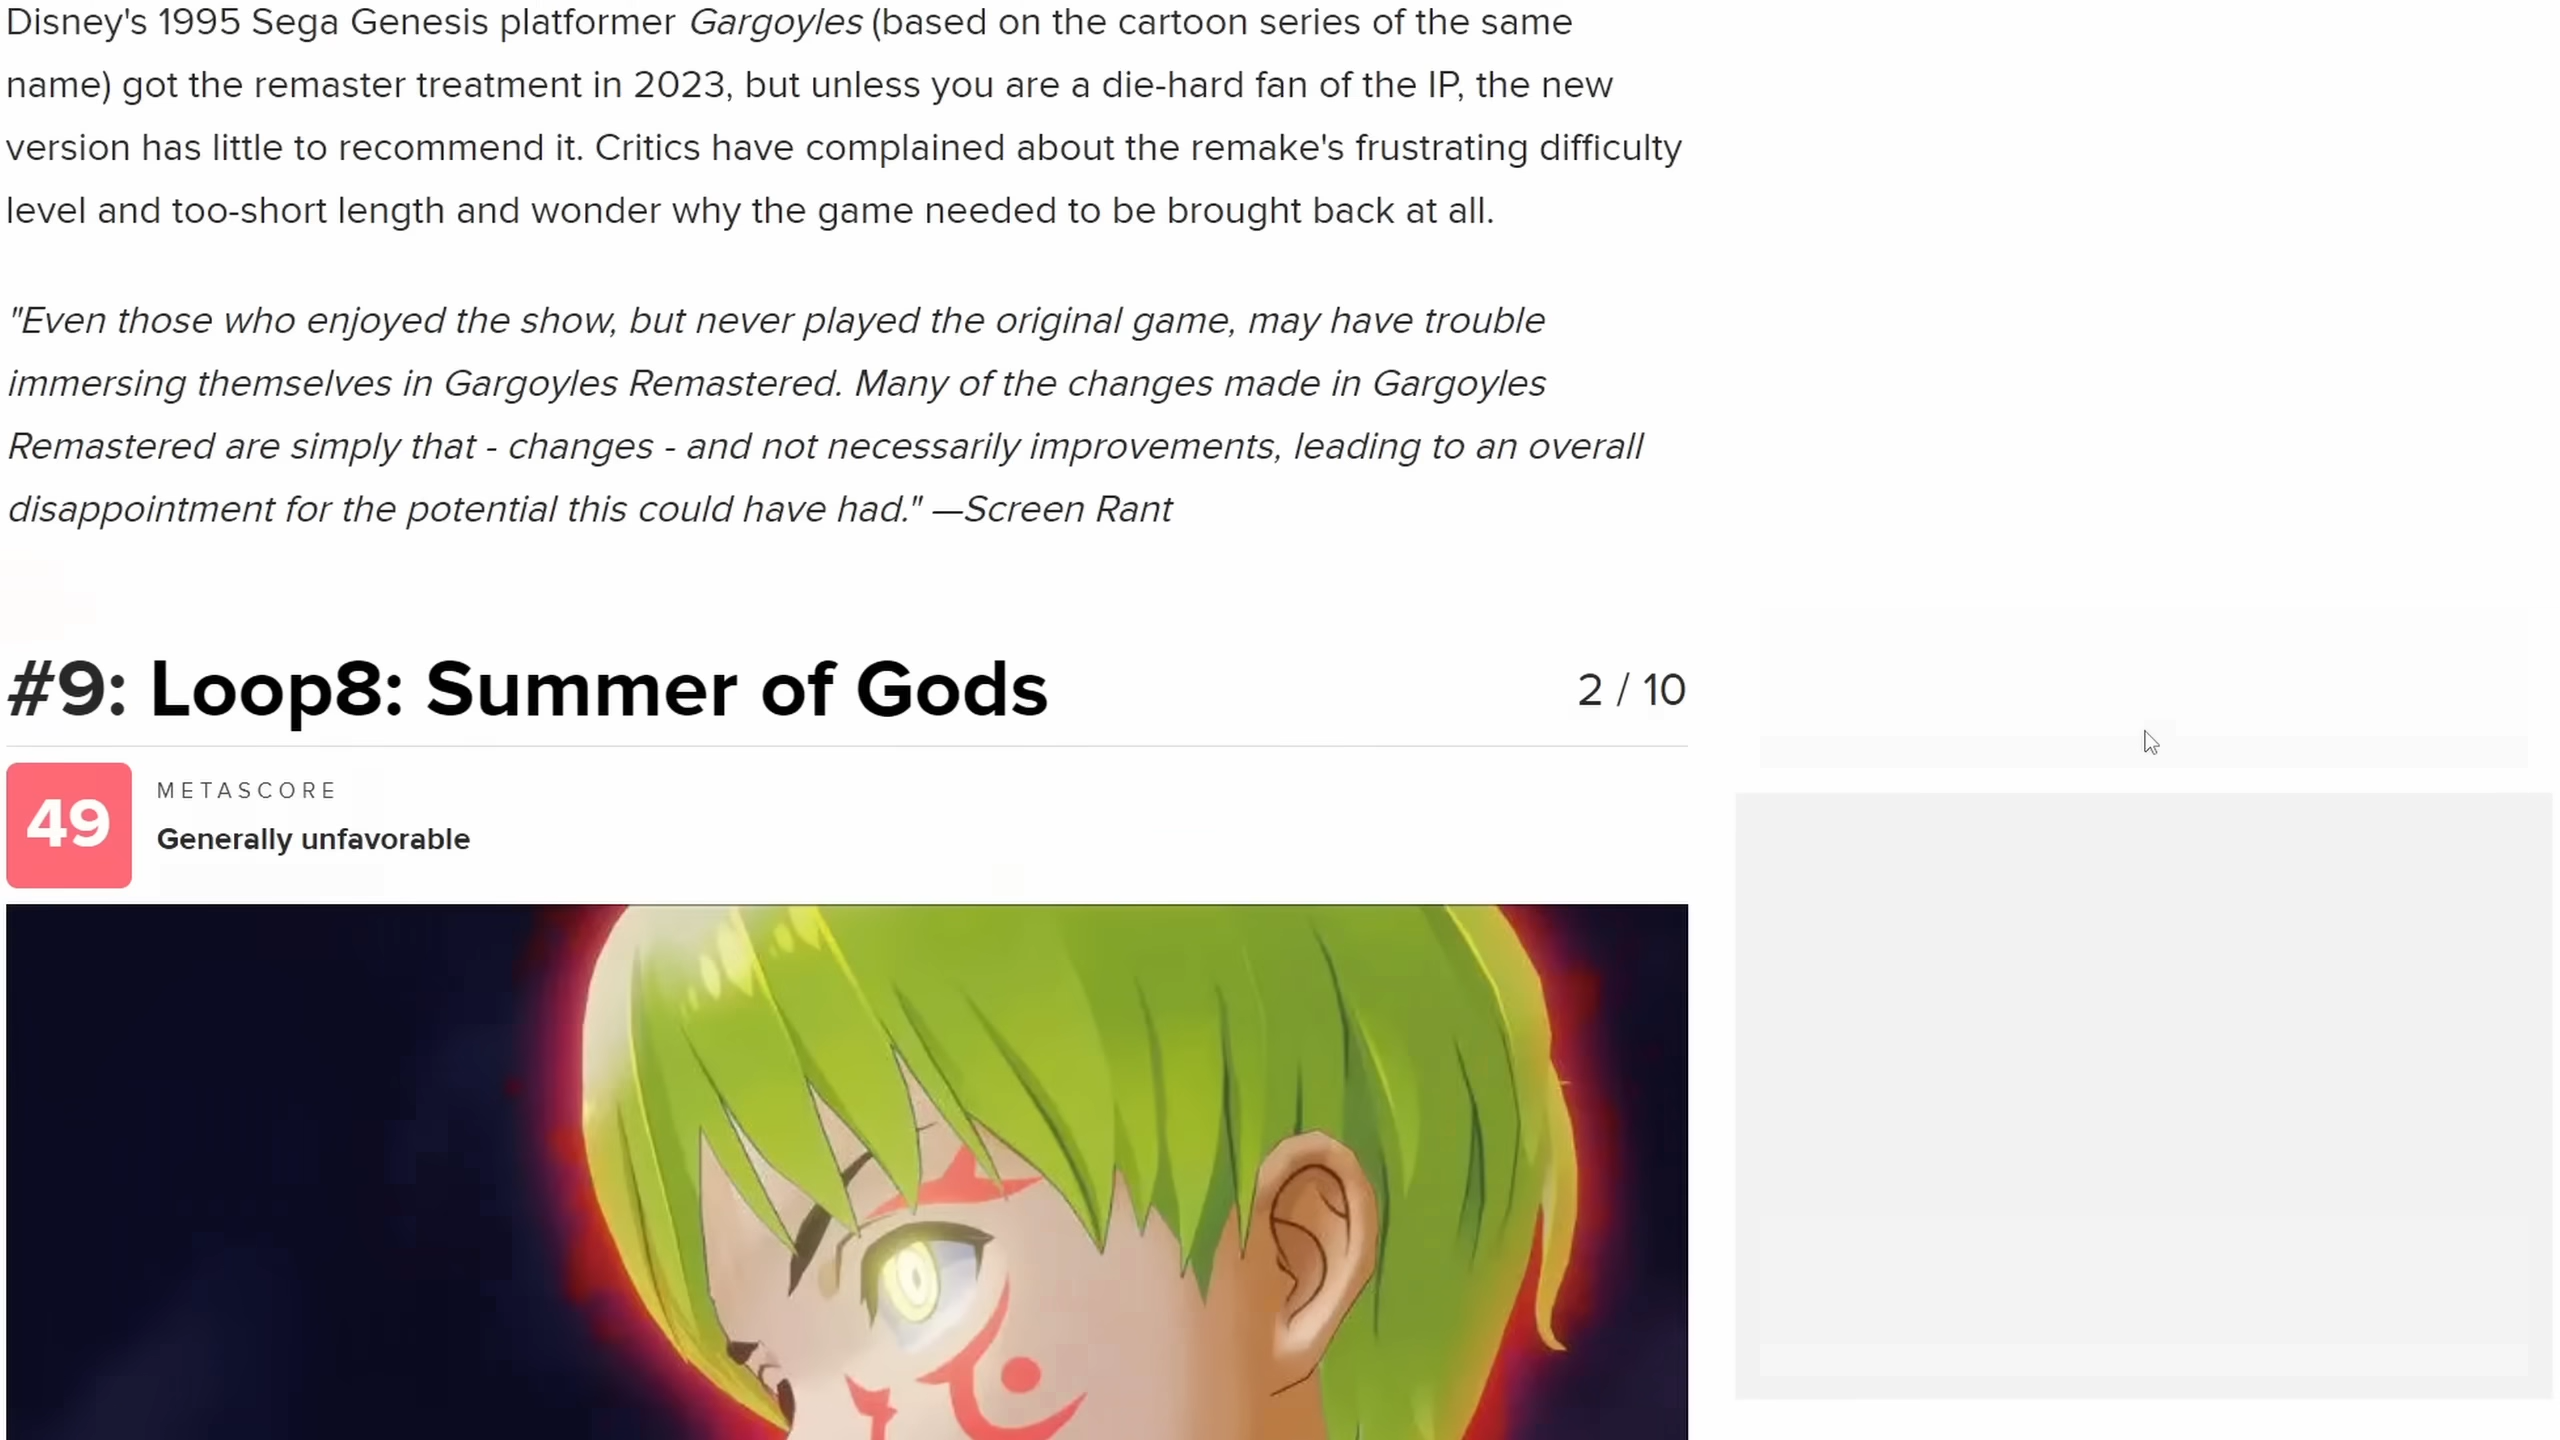 Disney's 1995 Sega Genesis platformer Gargoyles (based on the cartoon series of the same
name) got the remaster treatment in 2023, but unless you are a die-hard fan of the IP, the new
version has little to recommend it. Critics have complained about the remake's frustrating difficulty
level and too-short length and wonder why the game needed to be brought back at all.
"Even those who enjoyed the show, but never played the original game, may have trouble
immersing themselves in Gargoyles Remastered. Many of the changes made in Gargoyles
Remastered are simply that - changes - and not necessarily improvements, leading to an overall
disappointment for the potential this could have had." —Screen Rant
#9: Loop8: Summer of Gods
2 / 10
49
METASCORE
Generally unfavorable